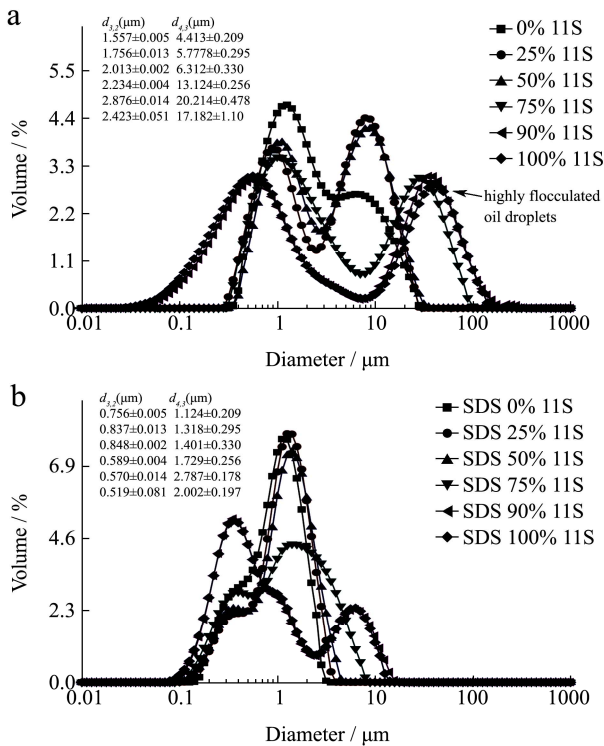 a
d3,2(μm) d4,3(μm)
1.557±0.005 4.413±0.209
1.756±0.013 5.7778±0.295
2.013±0.002 6.312±0.330
2.234±0.004 13.124±0.256
2.876±0.014 20.214±0.478
2.423±0.051 17.182±1.10
0% 11S
25% 11S
50% 11S
75% 11S
90% 11S
100% 11S
highly flocculated
oil droplets
Volume / %
5.5
4.4
3.3
2.2
1.1
0.0
0.01 0.1 1 10 100 1000
Diameter / μm
b
d3,2(μm) d4,3(μm)
0.756±0.005 1.124±0.209
0.837±0.013 1.318±0.295
0.848±0.002 1.401±0.330
0.589±0.004 1.729±0.256
0.570±0.014 2.787±0.178
0.519±0.081 2.002±0.197
SDS 0% 11S
SDS 25% 11S
SDS 50% 11S
SDS 75% 11S
SDS 90% 11S
SDS 100% 11S
Volume / %
6.9
4.6
2.3
0.0
0.01 0.1 1 10 100 1000
Diameter / μm